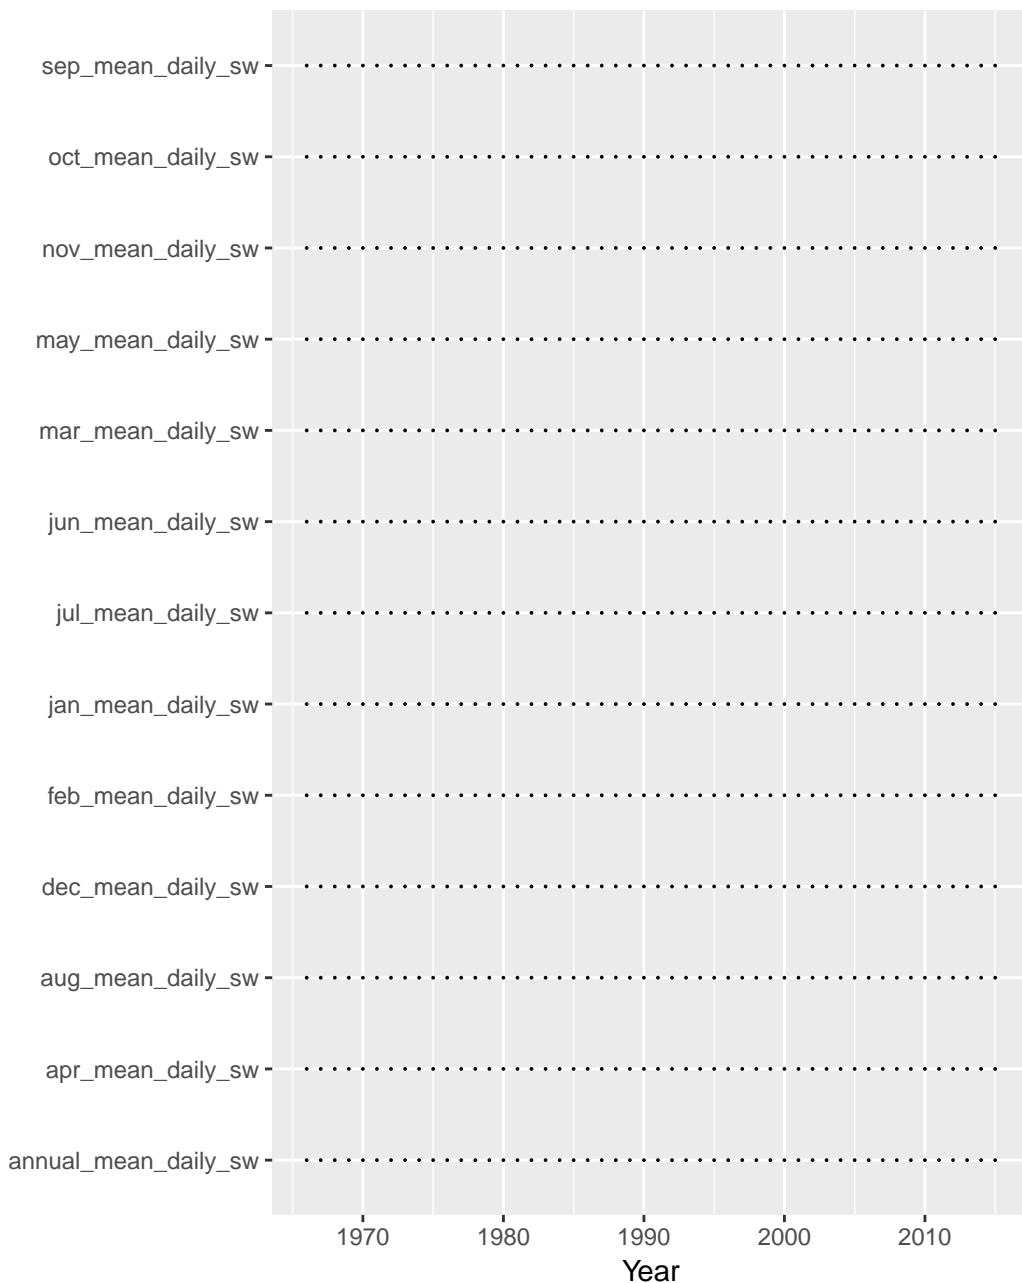 sep_mean_daily_sw
oct_mean_daily_sw
nov_mean_daily_sw
may_mean_daily_sw
mar_mean_daily_sw
jun_mean_daily_sw
jul_mean_daily_sw
jan_mean_daily_sw
feb_mean_daily_sw
dec_mean_daily_sw
aug_mean_daily_sw
apr_mean_daily_sw
annual_mean_daily_sw
1970 1980 1990 2000 2010
Year